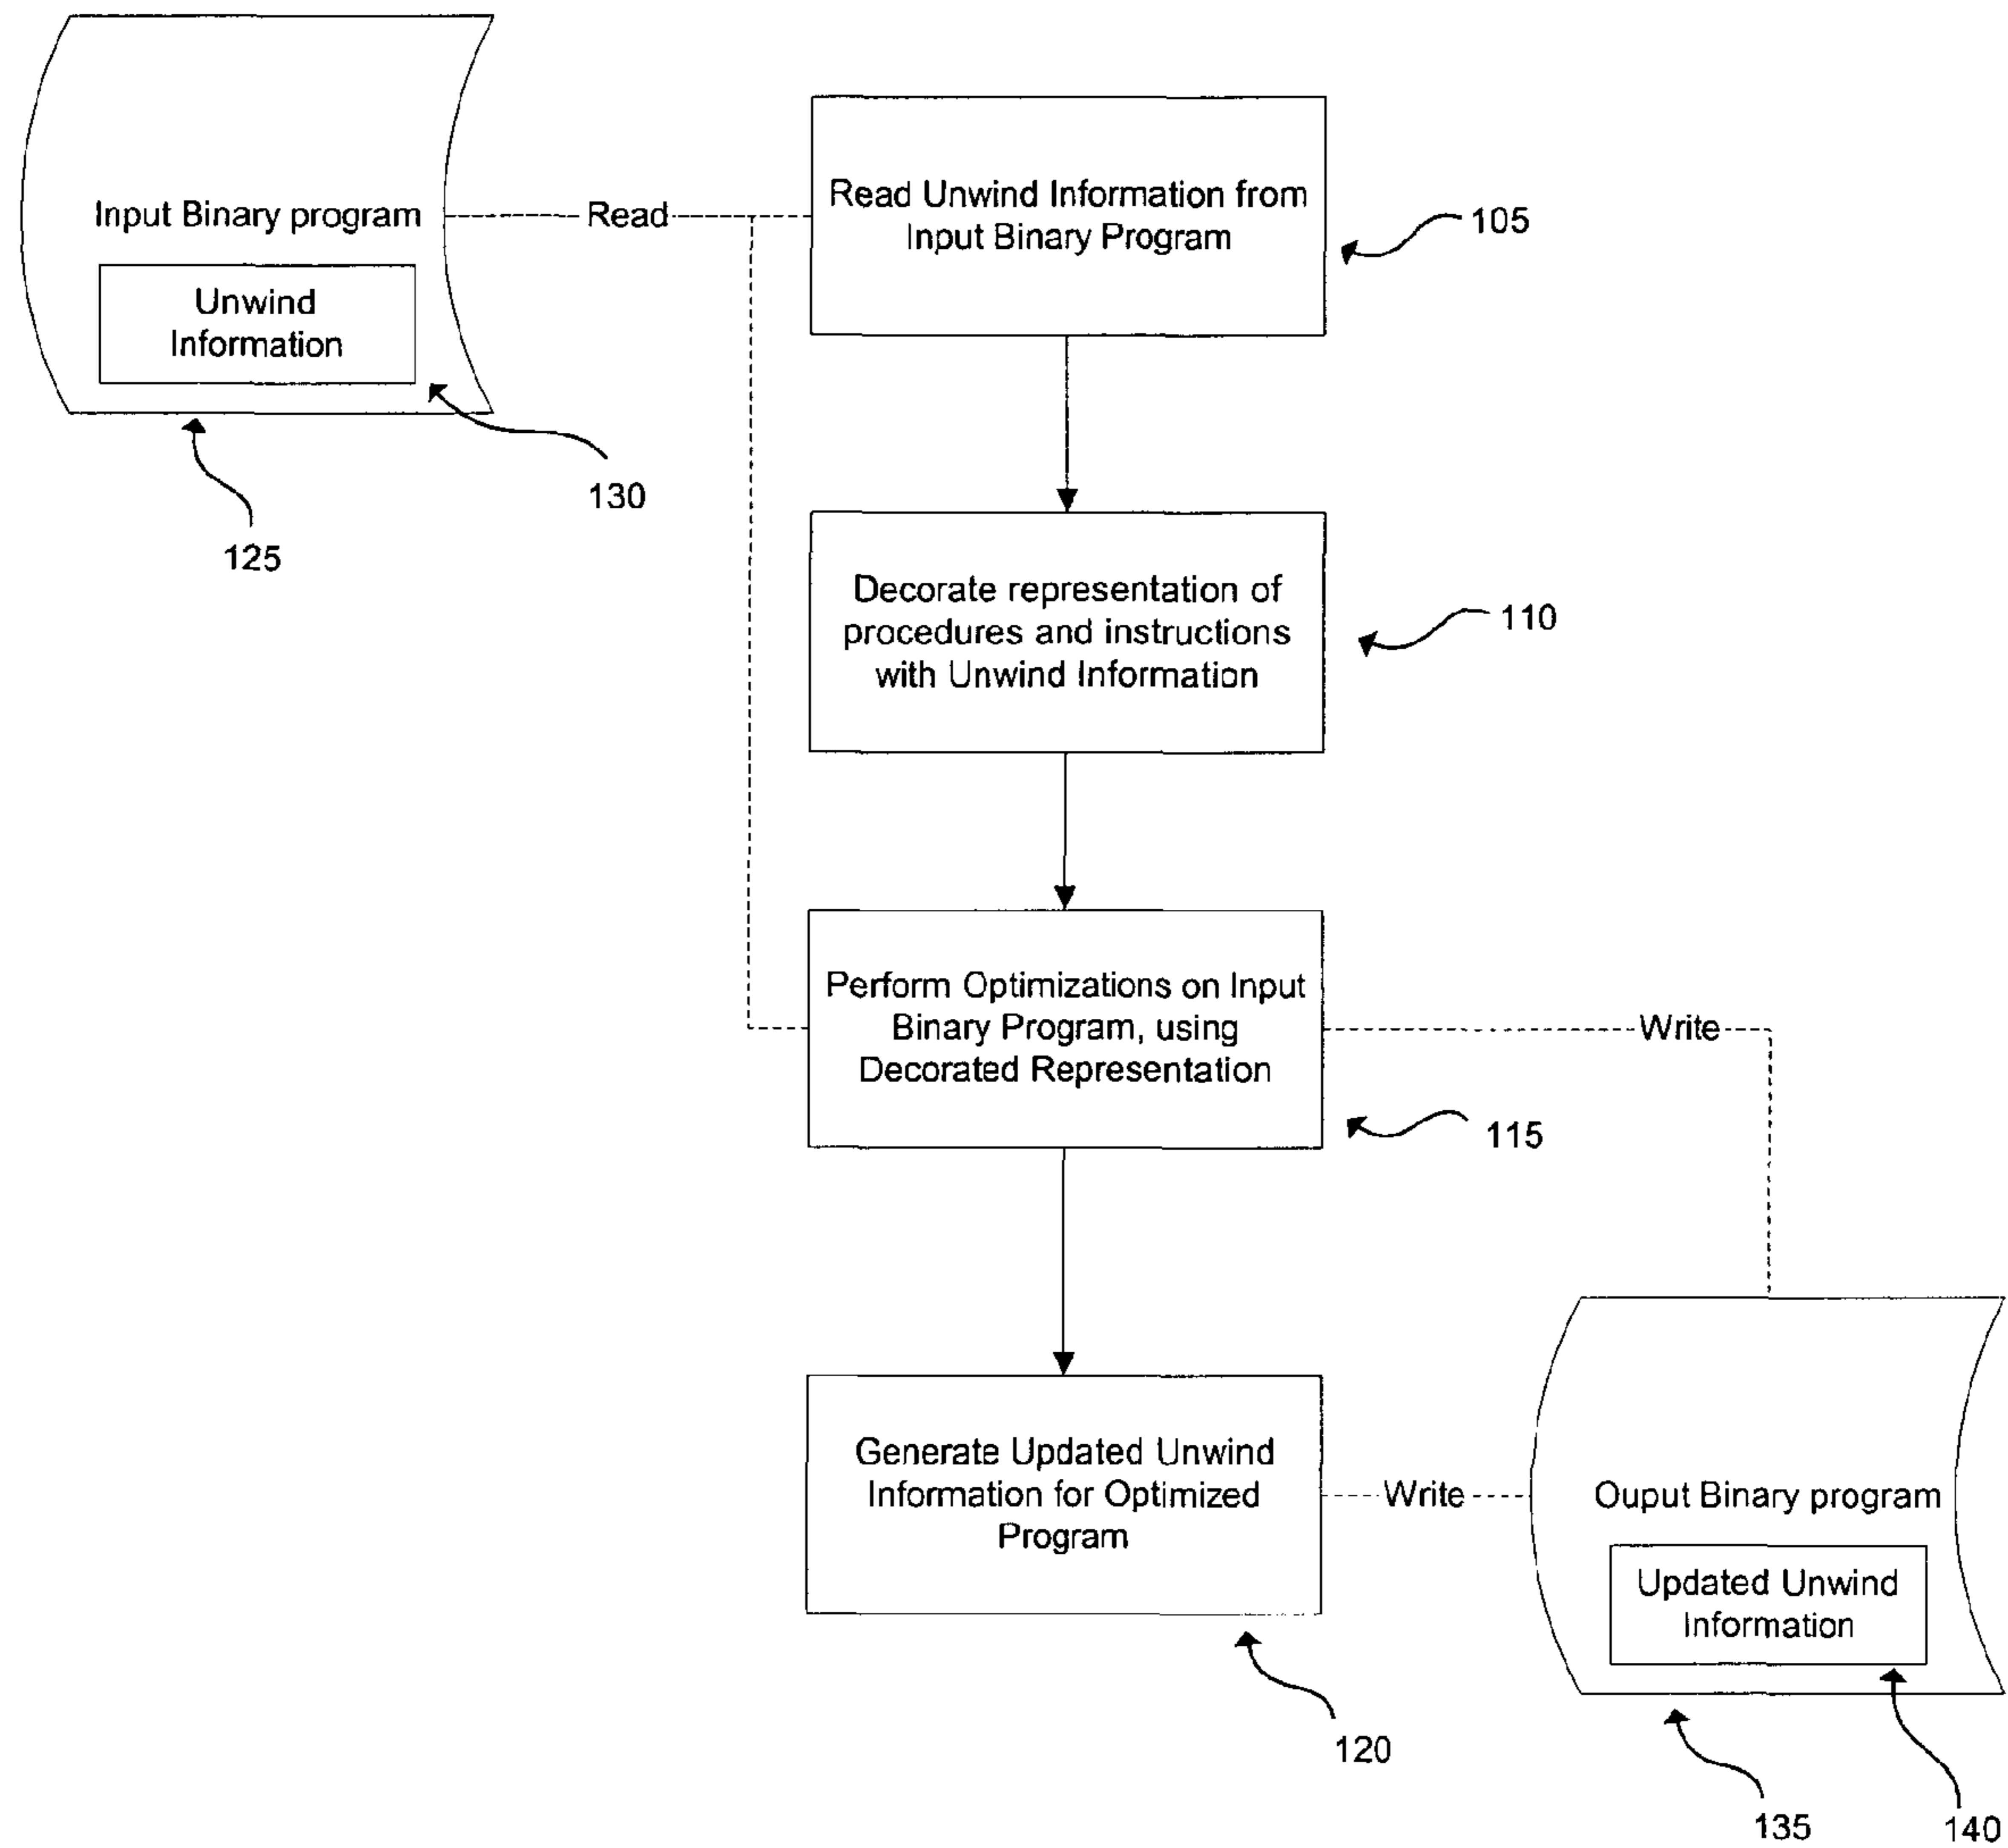 Input Binary program
Unwind
Information
125
130
Read
Read Unwind Information from
Input Binary Program
105
Decorate representation of
procedures and instructions
with Unwind Information
110
Perform Optimizations on Input
Binary Program, using
Decorated Representation
115
Write
Generate Updated Unwind
Information for Optimized
Program
120
Write
Ouput Binary program
Updated Unwind
Information
135
140